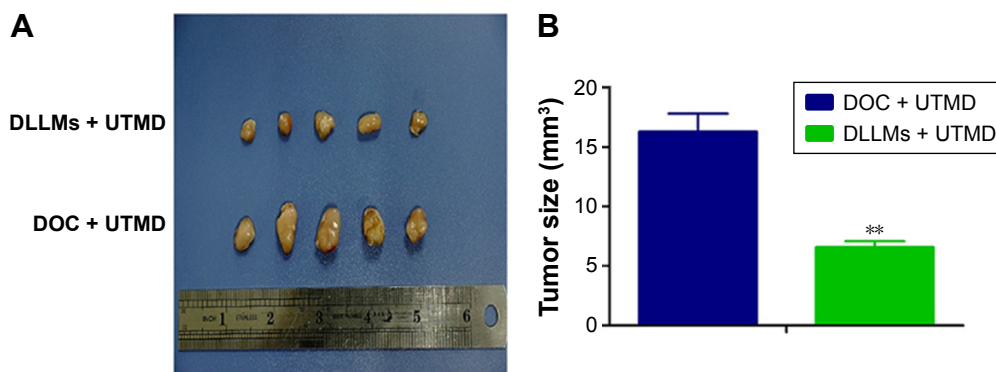 A
DLLMs + UTMD
DOC + UTMD
INCH 1 2 3 4 5 6
B
Tumor size (mm³)
20
15
10
5
0
DOC + UTMD
DLLMs + UTMD
**